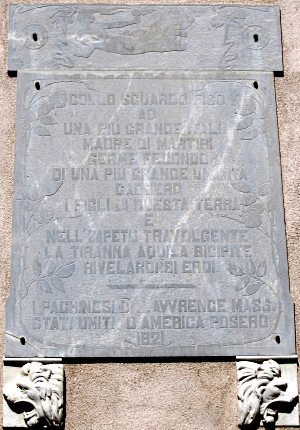 COLLO SGUARDO FISO
AD
UNA PIÙ GRANDE ITALIA
MADRE DI MARTIRI
GERME FECONDO
DI UNA PIÙ GRANDE UMANITA
CADDERO
I FIGLI DI QUESTA TERRA
E
NELL'IMPETO TRAVOLGENTE
LA TIRANNA AQUILA BICIPITE
RIVELARONSI EROI
I PACHINESI DI LAWRENCE MASS.
STATI UNITI D'AMERICA POSERO
1921